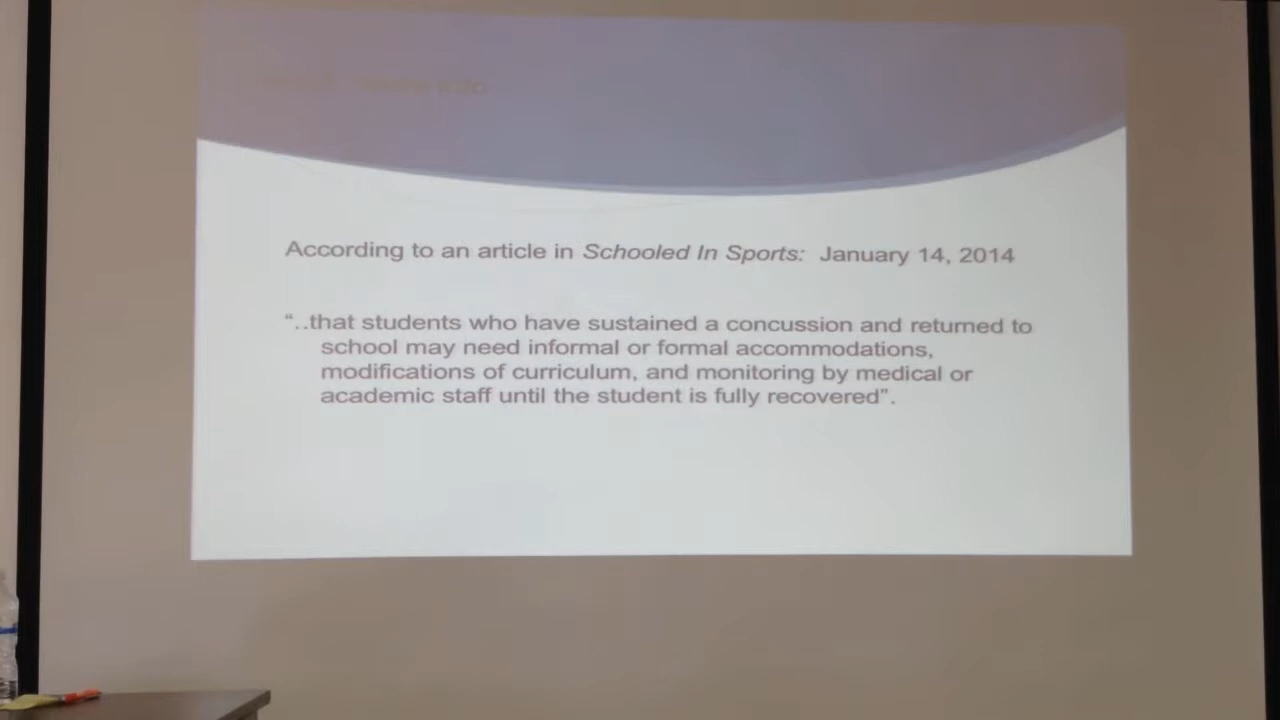 According to an article in Schooled In Sports: January 14, 2014
“..that students who have sustained a concussion and returned to
school may need informal or formal accommodations,
modifications of curriculum, and monitoring by medical or
academic staff until the student is fully recovered”.